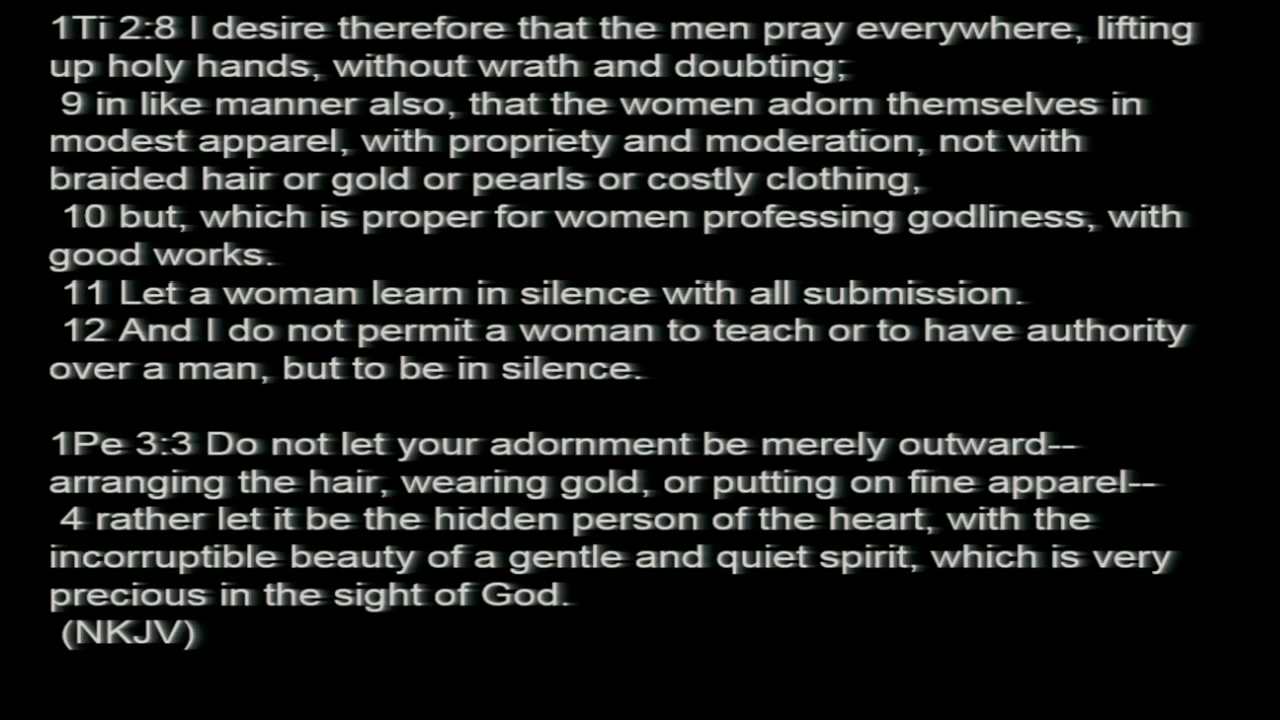 1Ti 2:8 I desire therefore that the men pray everywhere, lifting
up holy hands, without wrath and doubting;
9 in like manner also, that the women adorn themselves in
modest apparel, with propriety and moderation, not with
braided hair or gold or pearls or costly clothing,
10 but, which is proper for women professing godliness, with
good works.
11 Let a woman learn in silence with all submission.
12 And I do not permit a woman to teach or to have authority
over a man, but to be in silence.
1Pe 3:3 Do not let your adornment be merely outward--
arranging the hair, wearing gold, or putting on fine apparel--
4 rather let it be the hidden person of the heart, with the
incorruptible beauty of a gentle and quiet spirit, which is very
precious in the sight of God.
(NKJV)